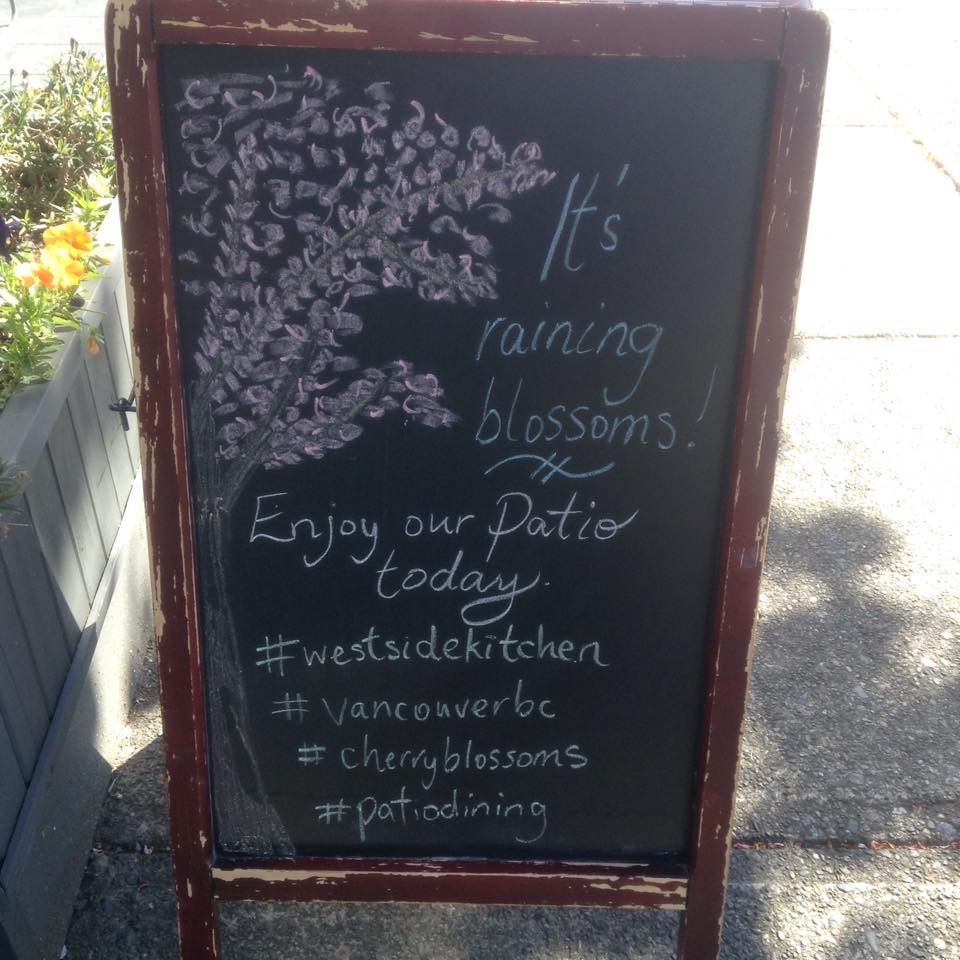 It's
raining
blossoms!
Enjoy our Patio
today.
#westsidekitchen
#vancouverbc
#cherryblossoms
#patiodining